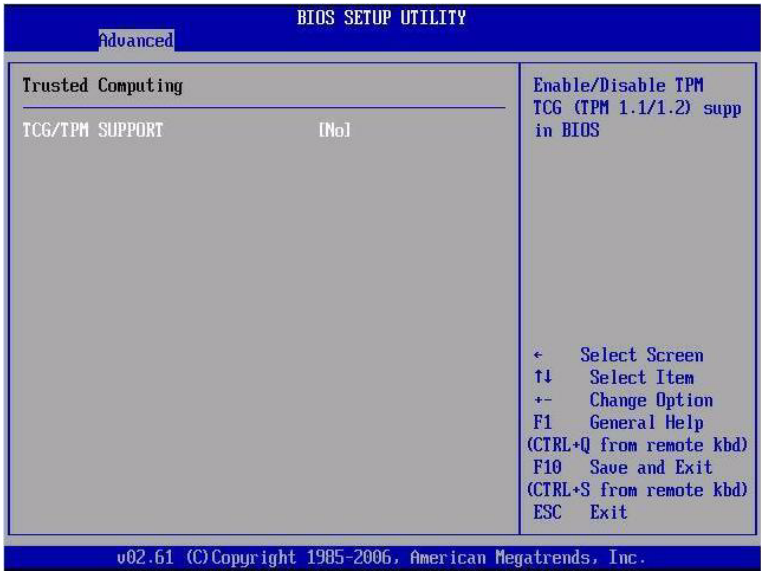 BIOS SETUP UTILITY
Advanced
Trusted Computing
TCG/TPM SUPPORT [No]
Enable/Disable TPM
TCG (TPM 1.1/1.2) supp
in BIOS
← Select Screen
↑↓ Select Item
+- Change Option
F1 General Help
(CTRL+Q from remote kbd)
F10 Save and Exit
(CTRL+S from remote kbd)
ESC Exit
v02.61 (C)Copyright 1985-2006, American Megatrends, Inc.